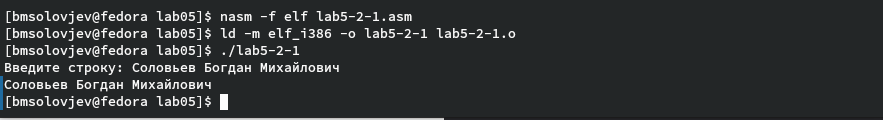 [bmsolovjev@fedora lab05]$ nasm -f elf lab5-2-1.asm
[bmsolovjev@fedora lab05]$ ld -m elf_i386 -o lab5-2-1 lab5-2-1.o
[bmsolovjev@fedora lab05]$ ./lab5-2-1
Введите строку: Соловьев Богдан Михайлович
Соловьев Богдан Михайлович
[bmsolovjev@fedora lab05]$